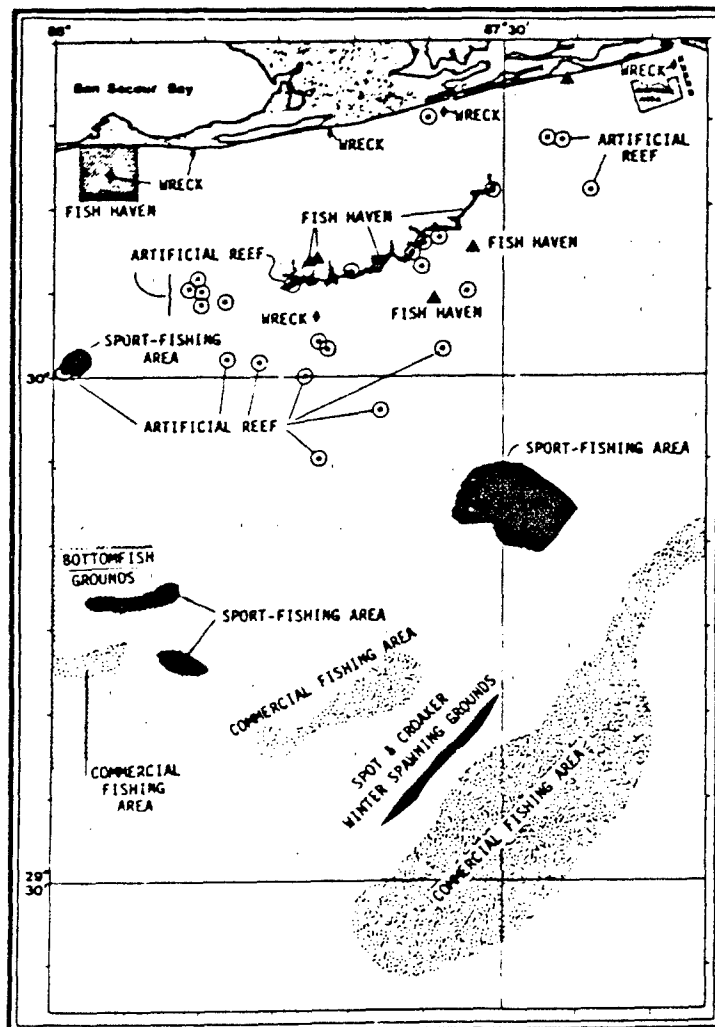 88°
87°30'
Bon Secour Bay
WRECK
WRECK
WRECK
ARTIFICIAL
REEF
WRECK
FISH HAVEN
FISH HAVEN
FISH HAVEN
ARTIFICIAL REEF
WRECK
FISH HAVEN
SPORT-FISHING
AREA
30°
ARTIFICIAL REEF
SPORT-FISHING AREA
BOTTOMFISH
GROUNDS
SPORT-FISHING AREA
COMMERCIAL FISHING AREA
SPOT & CROAKER
WINTER SPAWNING GROUNDS
COMMERCIAL
FISHING
AREA
COMMERCIAL FISHING AREA
29°
30'